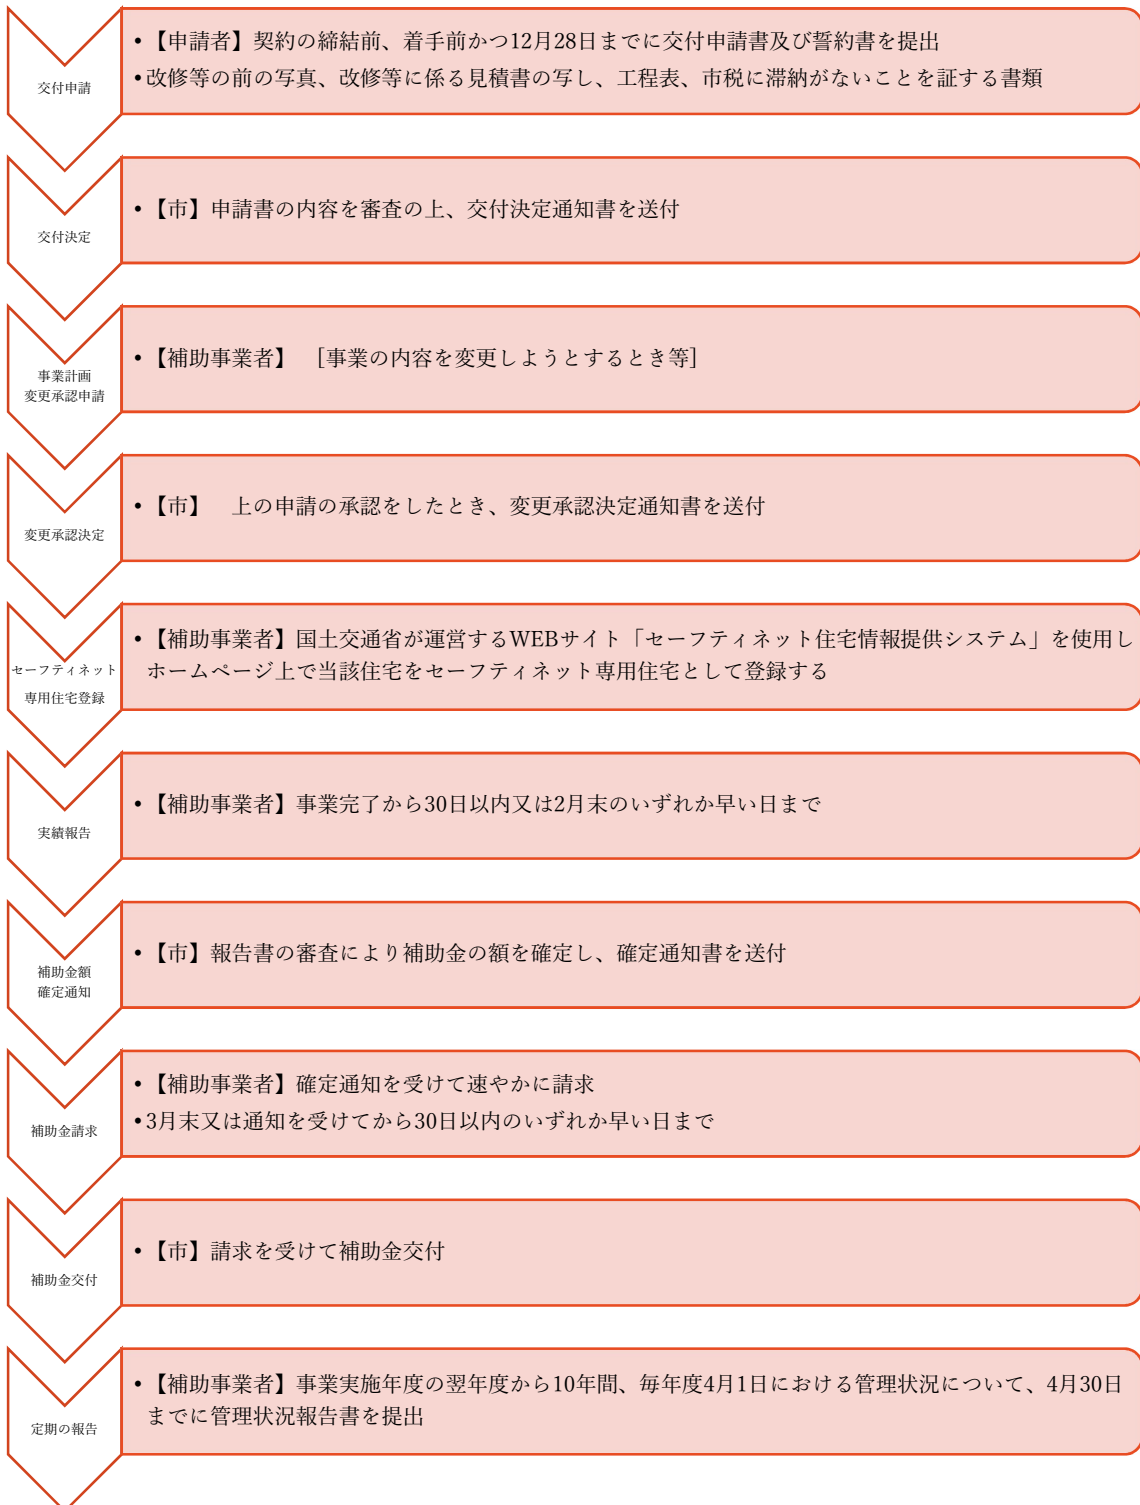 交付申請
•【申請者】契約の締結前、着手前かつ12月28日までに交付申請書及び誓約書を提出
•改修等の前の写真、改修等に係る見積書の写し、工程表、市税に滞納がないことを証する書類
交付決定
•【市】申請書の内容を審査の上、交付決定通知書を送付
事業計画
変更承認申請
•【補助事業者】　[事業の内容を変更しようとするとき等]
変更承認決定
•【市】　上の申請の承認をしたとき、変更承認決定通知書を送付
セーフティネット
専用住宅登録
•【補助事業者】国土交通省が運営するWEBサイト「セーフティネット住宅情報提供システム」を使用し
ホームページ上で当該住宅をセーフティネット専用住宅として登録する
実績報告
•【補助事業者】事業完了から30日以内又は2月末のいずれか早い日まで
補助金額
確定通知
•【市】報告書の審査により補助金の額を確定し、確定通知書を送付
補助金請求
•【補助事業者】確定通知を受けて速やかに請求
•3月末又は通知を受けてから30日以内のいずれか早い日まで
補助金交付
•【市】請求を受けて補助金交付
定期の報告
•【補助事業者】事業実施年度の翌年度から10年間、毎年度4月1日における管理状況について、4月30日
までに管理状況報告書を提出